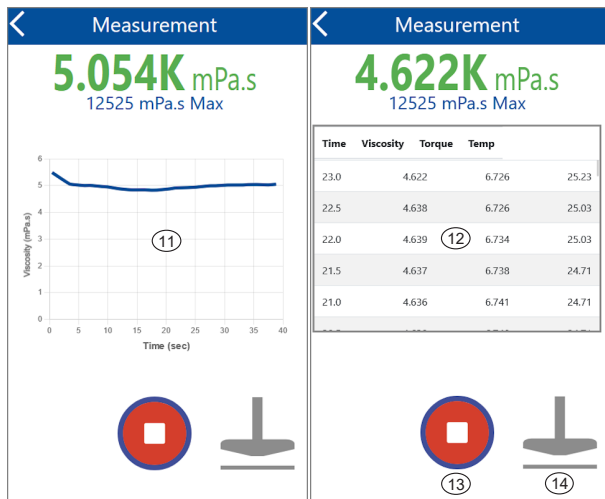 Measurement
5.054K mPa.s
12525 mPa.s Max
6
5
4
3
2
1
0
Viscosity (mPa.s)
11
0 5 10 15 20 25 30 35 40
Time (sec)
Measurement
4.622K mPa.s
12525 mPa.s Max
Time Viscosity Torque Temp
23.0 4.622 6.726 25.23
22.5 4.638 6.726 25.03
22.0 4.639 6.734 25.03
12
21.5 4.637 6.738 24.71
21.0 4.636 6.741 24.71
13
14